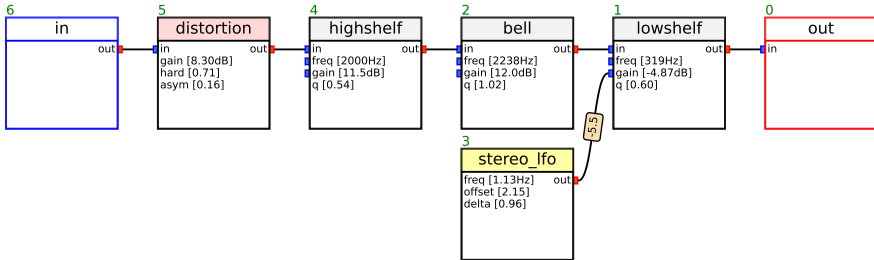 6
in
out
5
distortion
in
out
gain [8.30dB]
hard [0.71]
asym [0.16]
4
highshelf
in
out
freq [2000Hz]
gain [11.5dB]
q [0.54]
2
bell
in
out
freq [2238Hz]
gain [12.0dB]
q [1.02]
1
lowshelf
in
out
freq [319Hz]
gain [-4.87dB]
q [0.60]
0
out
in
-5.5
3
stereo_lfo
freq [1.13Hz]
out
offset [2.15]
delta [0.96]